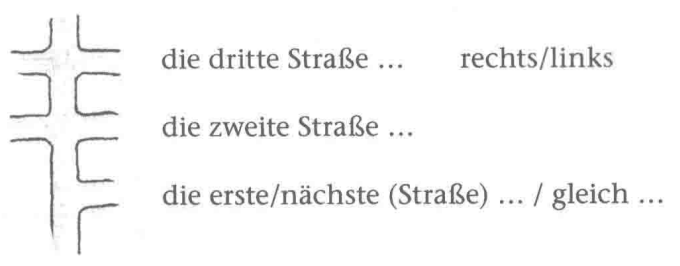 die dritte Straße ... rechts/links
die zweite Straße ...
die erste/nächste (Straße) ... / gleich ...